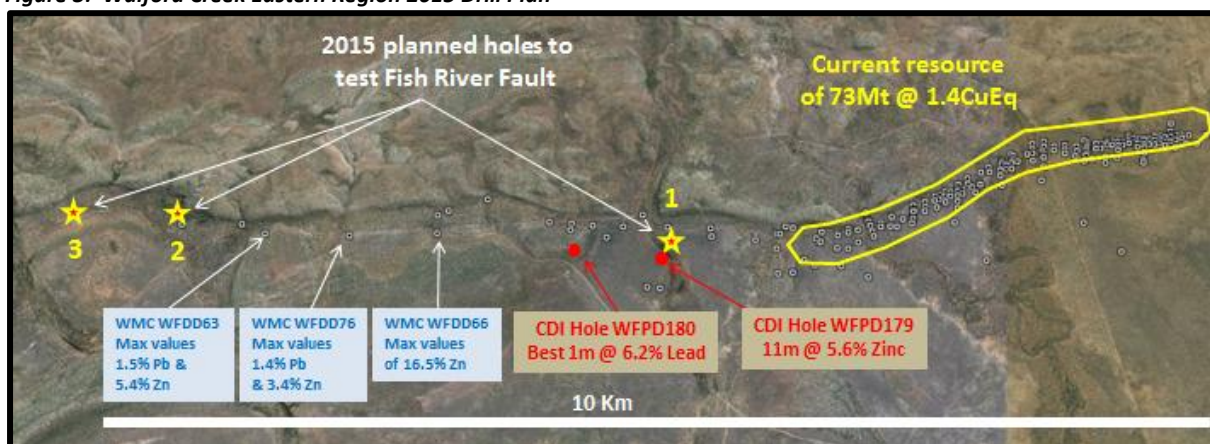 2015 planned holes to
test Fish River Fault
Current resource
of 73Mt @ 1.4CuEq
1
3
2
WMC WFDD63
Max values
1.5% Pb &
5.4% Zn
WMC WFDD76
Max values
1.4% Pb
& 3.4% Zn
WMC WFDD66
Max values
of 16.5% Zn
CDI Hole WFPD180
Best 1m @ 6.2% Lead
CDI Hole WFPD179
11m @ 5.6% Zinc
10 Km